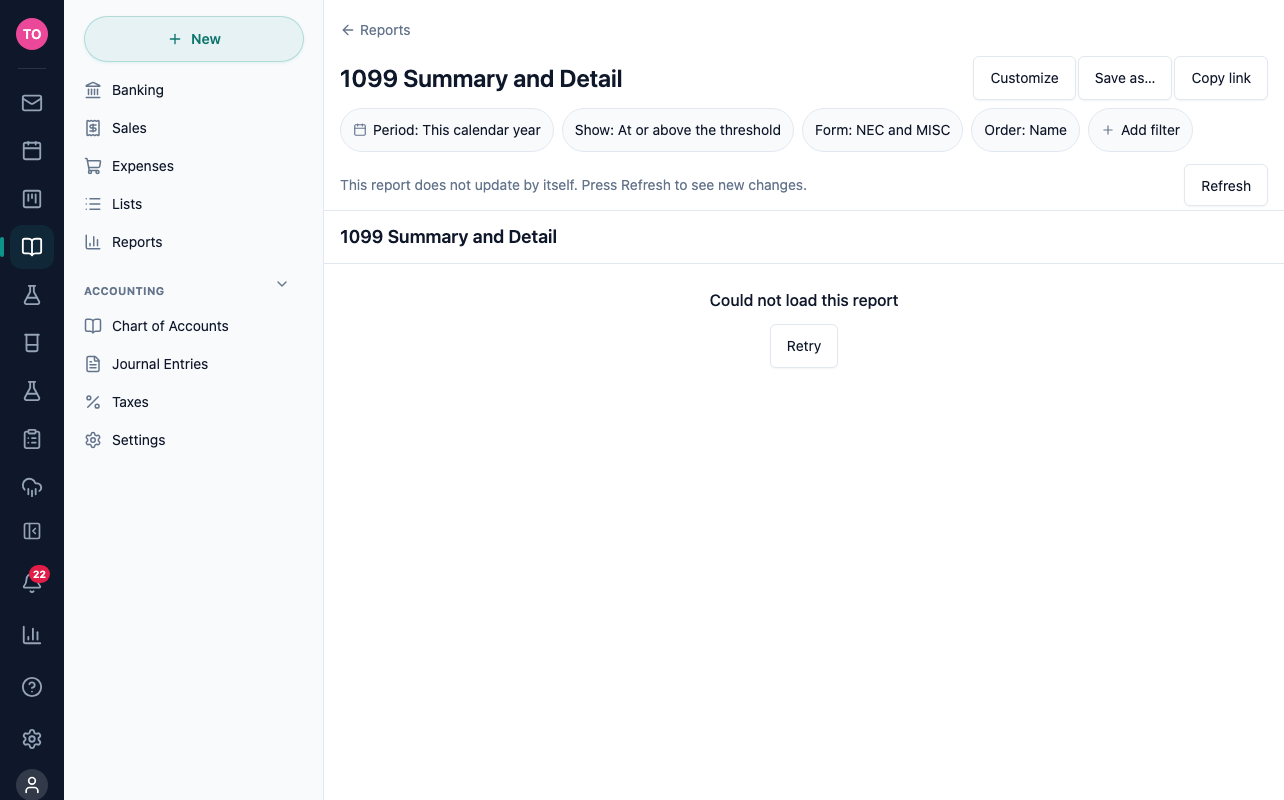 TO
New
Banking
Sales
Expenses
Lists
Reports
ACCOUNTING
Chart of Accounts
Journal Entries
Taxes
Settings
22
Reports
1099 Summary and Detail
Customize
Save as...
Copy link
Period: This calendar year
Show: At or above the threshold
Form: NEC and MISC
Order: Name
Add filter
This report does not update by itself. Press Refresh to see new changes.
Refresh
1099 Summary and Detail
Could not load this report
Retry